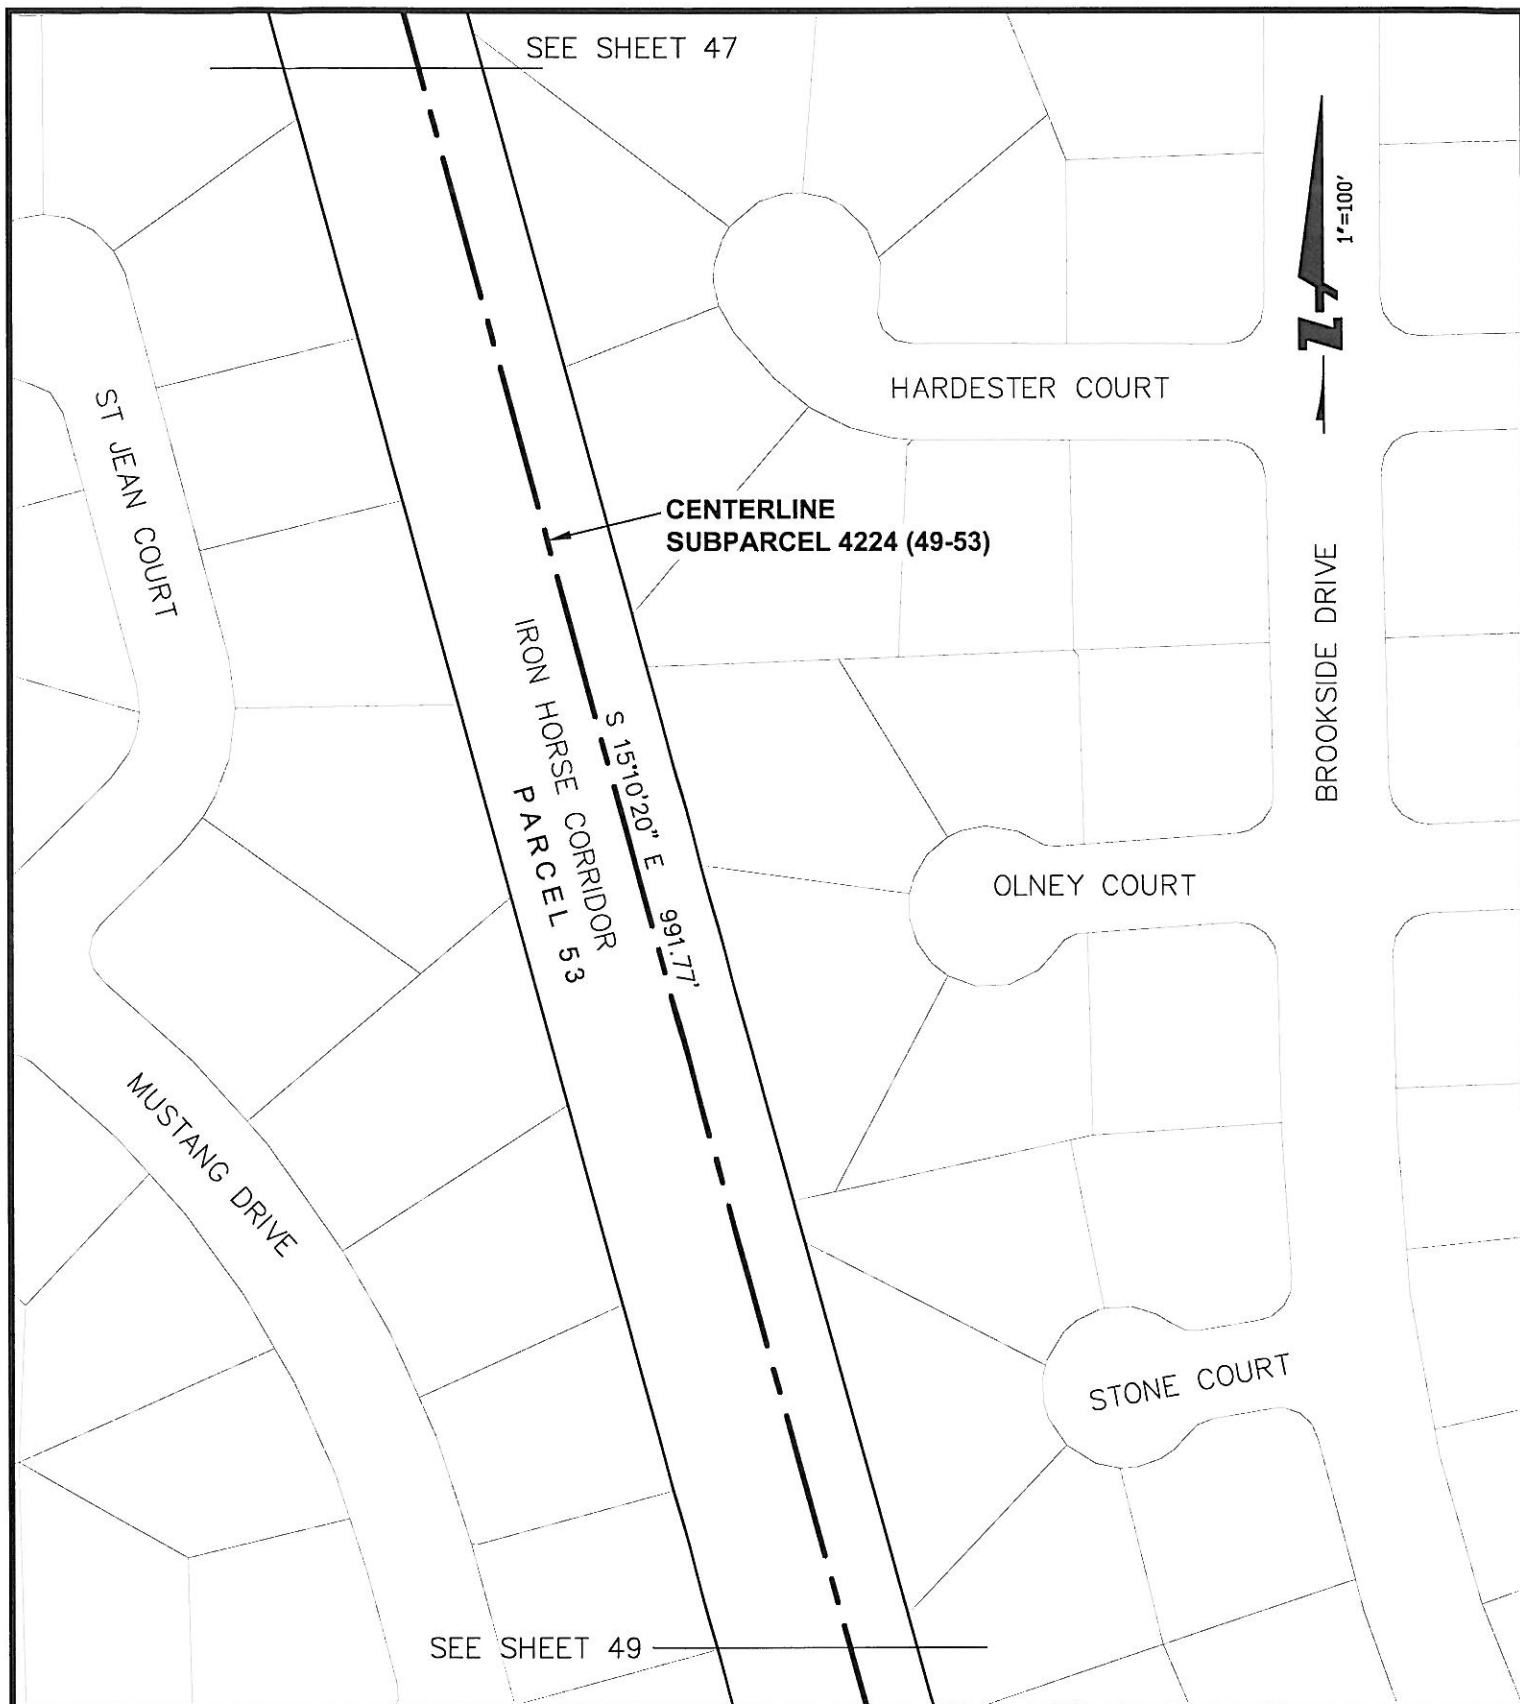 SEE SHEET 47
1"=100'
N
HARDESTER COURT
ST JEAN COURT
CENTERLINE
SUBPARCEL 4224 (49-53)
BROOKSIDE DRIVE
IRON HORSE CORRIDOR
PARCEL 53
S 15°10'20" E 991.77'
OLNEY COURT
MUSTANG DRIVE
STONE COURT
SEE SHEET 49